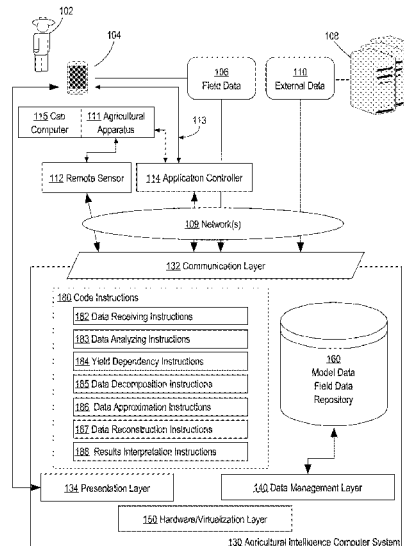 102
104
108
106
Field Data
110
External Data
115 Cab Computer
111 Agricultural Apparatus
113
112 Remote Sensor
114 Application Controller
109 Network(s)
132 Communication Layer
180 Code Instructions
182 Data Receiving Instructions
183 Data Analyzing Instructions
184 Yield Dependency Instructions
185 Data Decomposition Instructions
186 Data Approximation Instructions
187 Data Reconstruction Instructions
188 Results Interpretation Instructions
160
Model Data
Field Data
Repository
134 Presentation Layer
140 Data Management Layer
150 Hardware/Virtualization Layer
130 Agricultural Intelligence Computer System